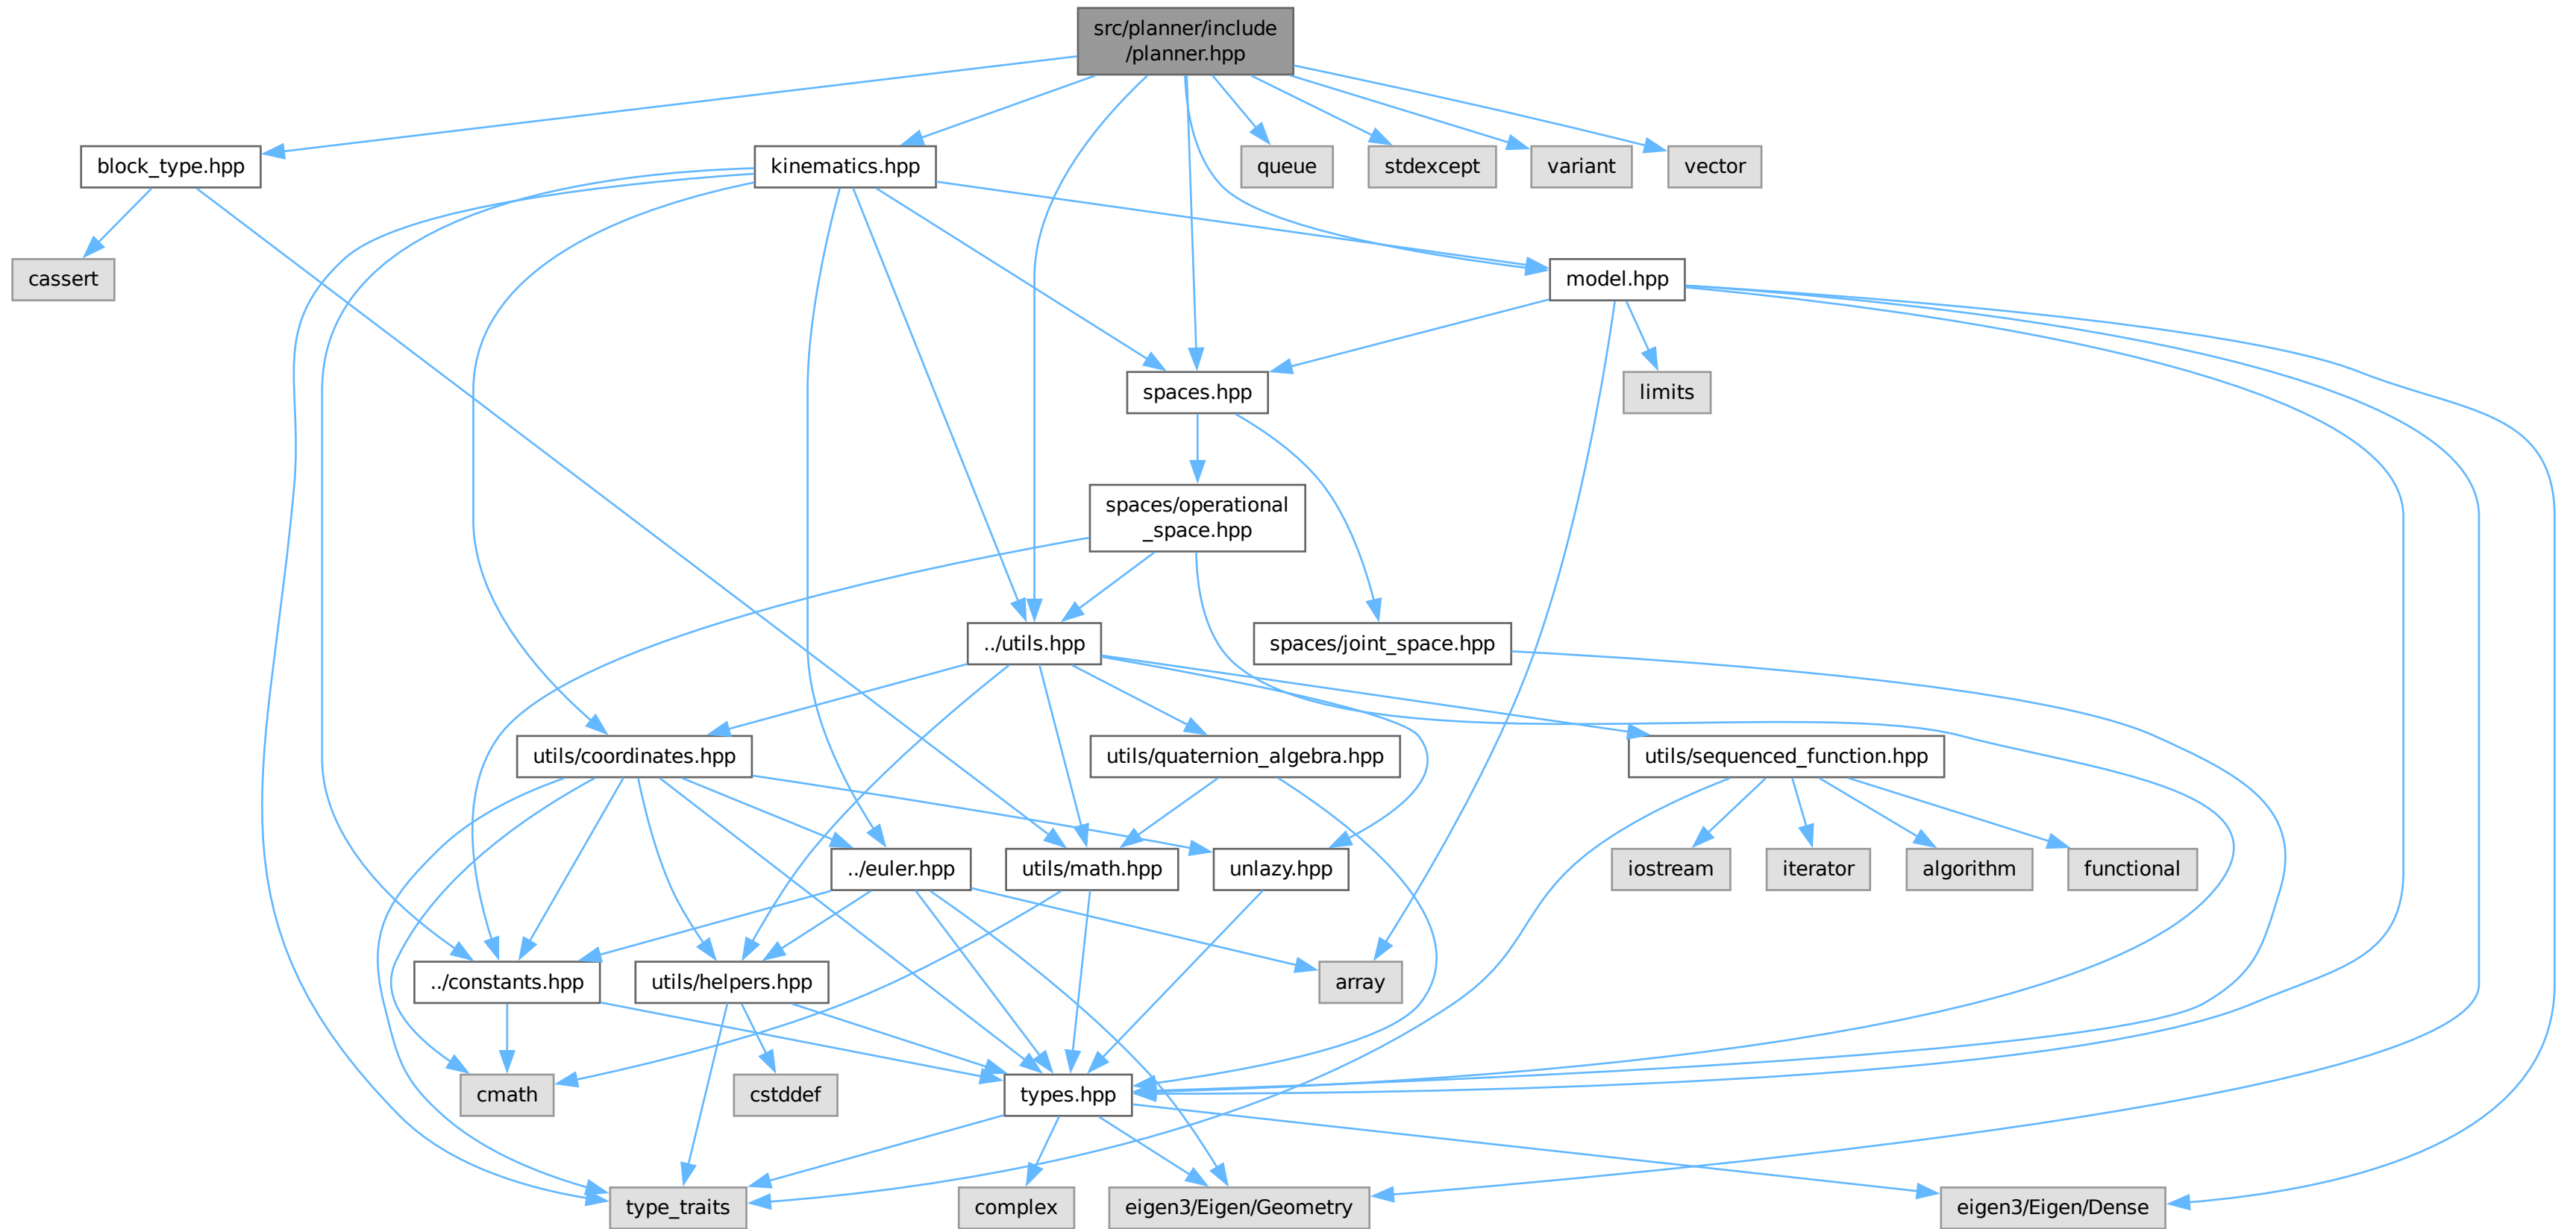 src/planner/include
/planner.hpp
block_type.hpp
kinematics.hpp
queue
stdexcept
variant
vector
cassert
model.hpp
spaces.hpp
limits
spaces/operational
_space.hpp
../utils.hpp
spaces/joint_space.hpp
utils/coordinates.hpp
utils/quaternion_algebra.hpp
utils/sequenced_function.hpp
../euler.hpp
utils/math.hpp
unlazy.hpp
iostream
iterator
algorithm
functional
../constants.hpp
utils/helpers.hpp
array
cmath
cstddef
types.hpp
type_traits
complex
eigen3/Eigen/Geometry
eigen3/Eigen/Dense